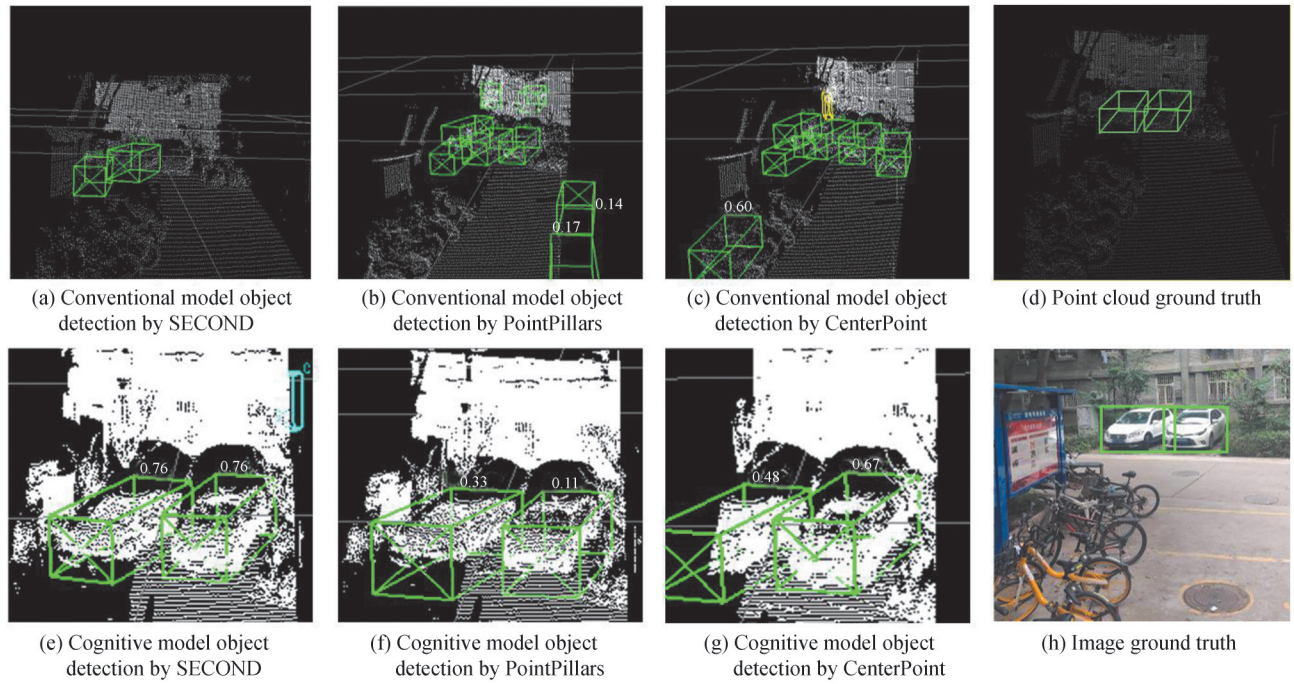 0.14
0.17
0.60
(a) Conventional model object
detection by SECOND
(b) Conventional model object
detection by PointPillars
(c) Conventional model object
detection by CenterPoint
(d) Point cloud ground truth
C
0.76
0.76
0.33
0.11
0.48
0.67
(e) Cognitive model object
detection by SECOND
(f) Cognitive model object
detection by PointPillars
(g) Cognitive model object
detection by CenterPoint
(h) Image ground truth